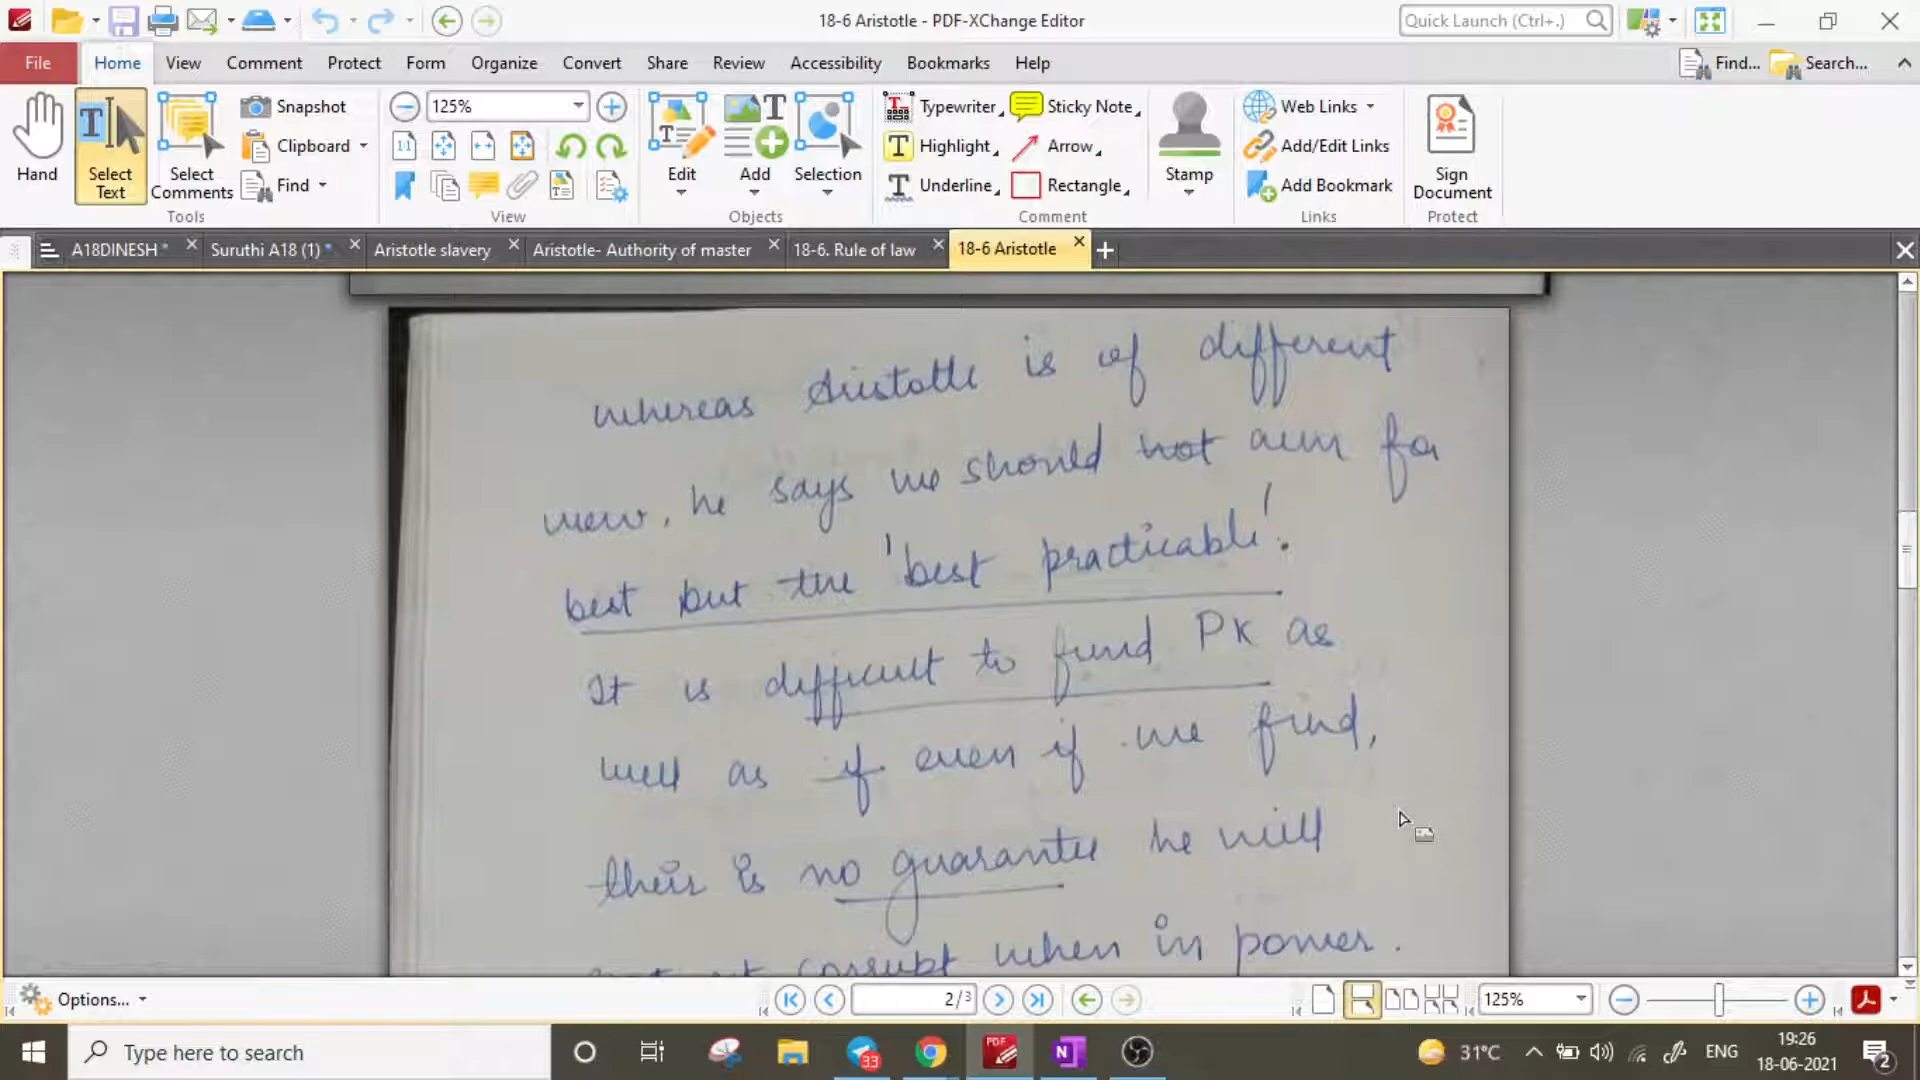 18-6 Aristotle - PDF-XChange Editor
Quick Launch (Ctrl+.)
File Home View Comment Protect Form Organize Convert Share Review Accessibility Bookmarks Help Find... Search...
Hand
Select Text
Select Comments
Snapshot
Clipboard
Find
Tools
125%
View
Edit
Add
Selection
Objects
Typewriter
Highlight
Underline
Sticky Note
Arrow
Rectangle
Stamp
Comment
Web Links
Add/Edit Links
Add Bookmark
Links
Sign Document
Protect
A18DINESH * Suruthi A18 (1) * Aristotle slavery Aristotle- Authority of master 18-6. Rule of law 18-6 Aristotle
whereas Aristotle is of different
view, he says we should not aim for
best but the 'best practicable'.
It is difficult to find PK as
well as if even if we find,
their is no guarantee he will
corrupt when in power.
Options... 2/3 125%
Type here to search
33
PDF
31°C ENG 19:26
18-06-2021
2